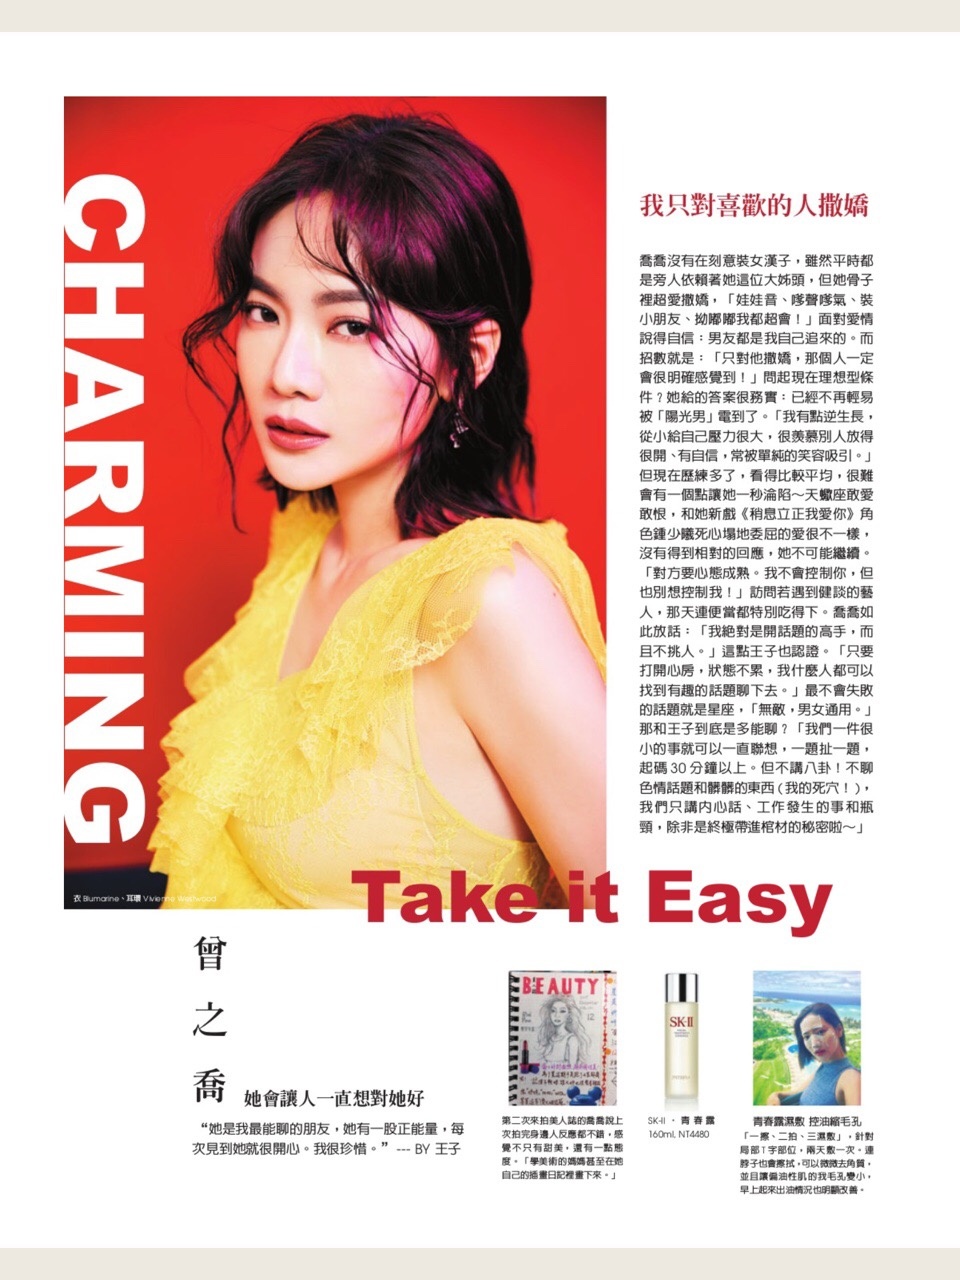 CHARMING
衣 Blumarine、耳環 Vivienne Westwood
我只對喜歡的人撒嬌
喬喬沒有在刻意裝女漢子，雖然平時都
是旁人依賴著她這位大姊頭，但她骨子
裡超愛撒嬌，「娃娃音、嗲聲嗲氣、裝
小朋友、拗嘟嘟我都超會！」面對愛情
說得自信：男友都是我自己追來的。而
招數就是：「只對他撒嬌，那個人一定
會很明確感覺到！」問起現在理想型條
件？她給的答案很務實：已經不再輕易
被「陽光男」電到了。「我有點逆生長，
從小給自己壓力很大，很羨慕別人放得
很開、有自信，常被單純的笑容吸引。」
但現在歷練多了，看得比較平均，很難
會有一個點讓她一秒淪陷～天蠍座敢愛
敢恨，和她新戲《稍息立正我愛你》角
色鍾少曦死心塌地委屈的愛很不一樣，
沒有得到相對的回應，她不可能繼續。
「對方要心態成熟。我不會控制你，但
也別想控制我！」訪問若遇到健談的藝
人，那天連便當都特別吃得下。喬喬如
此放話：「我絕對是開話題的高手，而
且不挑人。」這點王子也認證。「只要
打開心房，狀態不累，我什麼人都可以
找到有趣的話題聊下去。」最不會失敗
的話題就是星座，「無敵，男女通用。」
那和王子到底是多能聊？「我們一件很
小的事就可以一直聯想，一題扯一題，
起碼 30 分鐘以上。但不講八卦！不聊
色情話題和髒髒的東西 ( 我的死穴！)，
我們只講內心話、工作發生的事和瓶
頸，除非是終極帶進棺材的秘密啦～」
Take it Easy
曾之喬
她會讓人一直想對她好
“她是我最能聊的朋友，她有一股正能量，每
次見到她就很開心。我很珍惜。” --- BY 王子
BEAUTY
12
第二次來拍美人誌的喬喬說上
次拍完身邊人反應都不錯，感
覺不只有甜美，還有一點態
度。「學美術的媽媽甚至在她
自己的插畫日記裡畫下來。」
SK-II
SK-II ‧ 青春露
160ml, NT4480
青春露濕敷 控油縮毛孔
「一擦、二拍、三濕敷」，針對
局部T字部位，兩天敷一次。連
脖子也會擦拭，可以微微去角質，
並且讓偏油性肌的我毛孔變小，
早上起來出油情況也明顯改善。